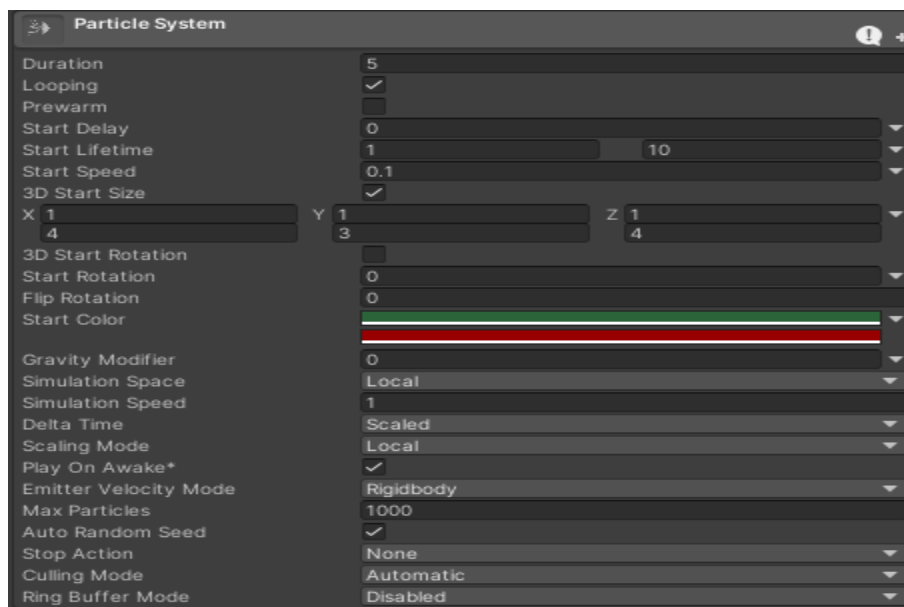 Particle System
Duration 5
Looping
Prewarm
Start Delay 0
Start Lifetime 1 10
Start Speed 0.1
3D Start Size
X 1 Y 1 Z 1
4 3 4
3D Start Rotation
Start Rotation 0
Flip Rotation 0
Start Color
Gravity Modifier 0
Simulation Space Local
Simulation Speed 1
Delta Time Scaled
Scaling Mode Local
Play On Awake*
Emitter Velocity Mode Rigidbody
Max Particles 1000
Auto Random Seed
Stop Action None
Culling Mode Automatic
Ring Buffer Mode Disabled